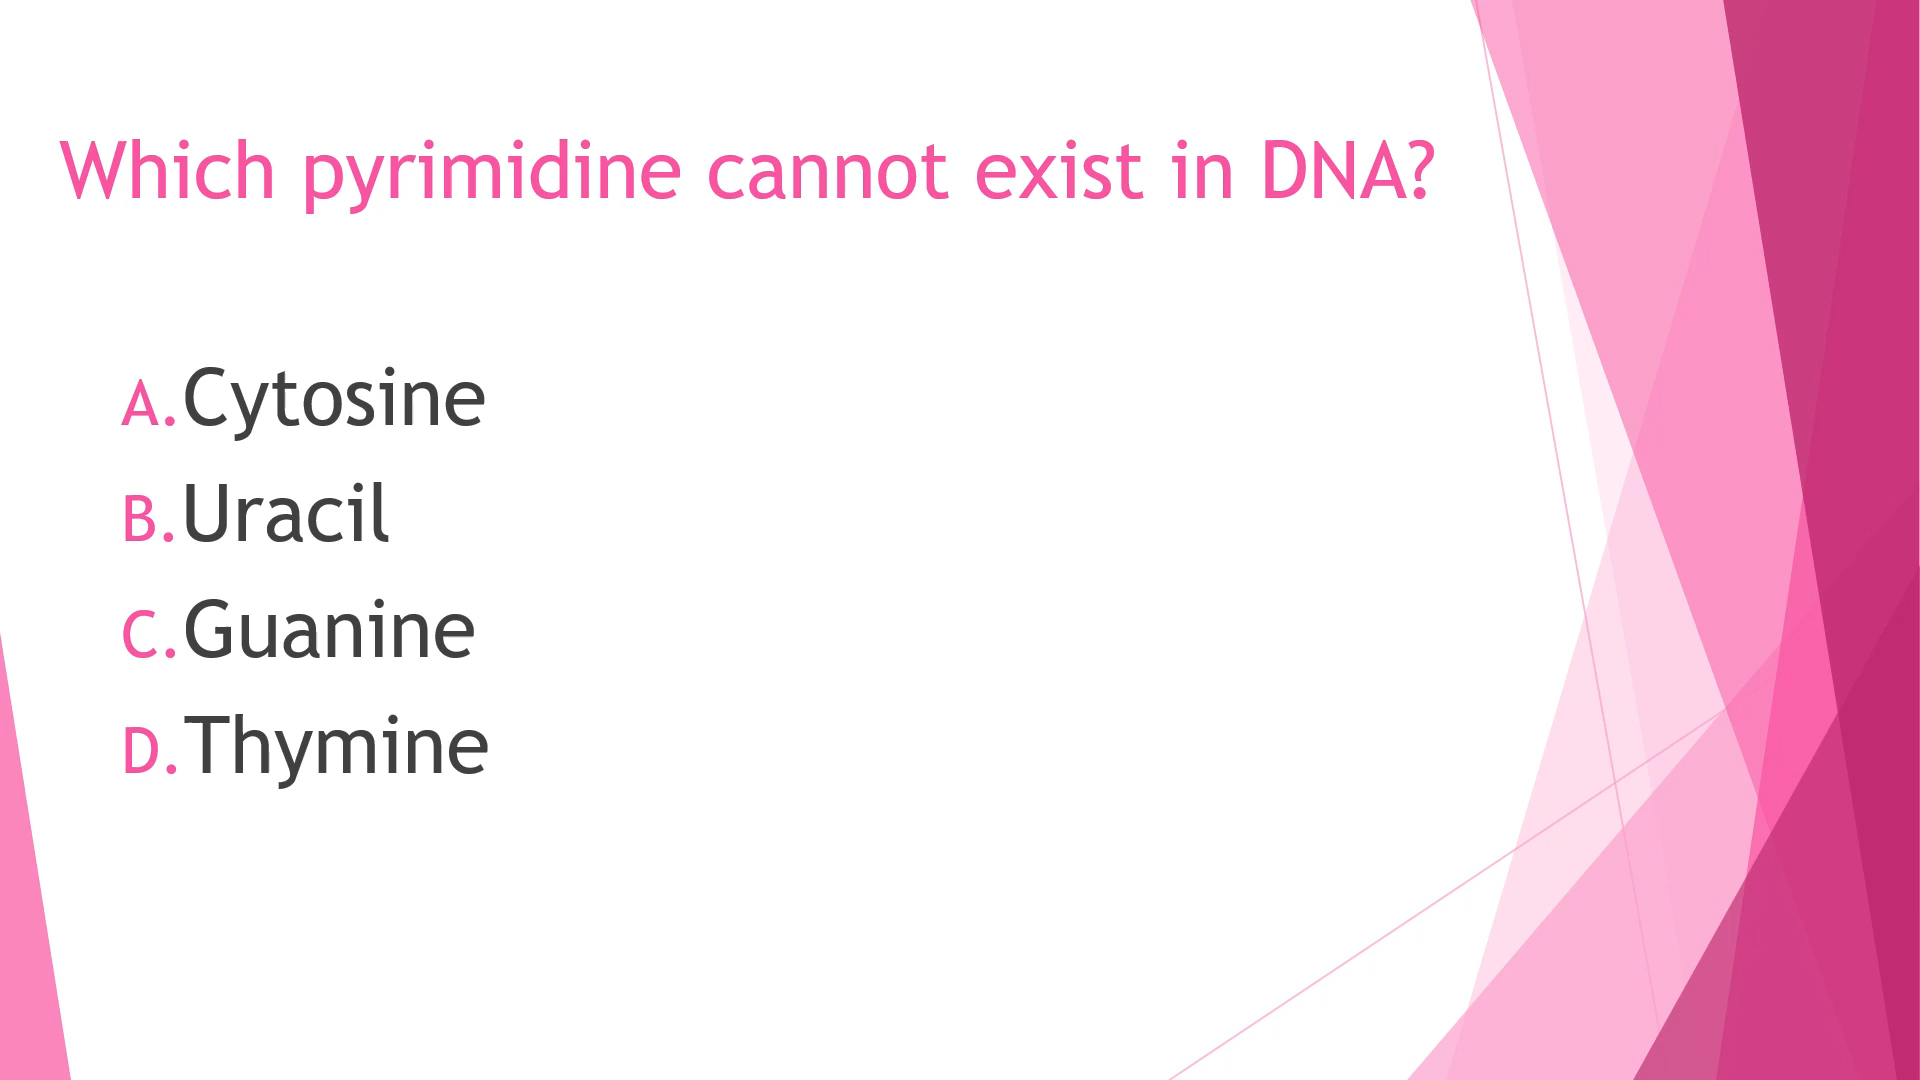 Which pyrimidine cannot exist in DNA?
A.Cytosine
B.Uracil
C.Guanine
D.Thymine